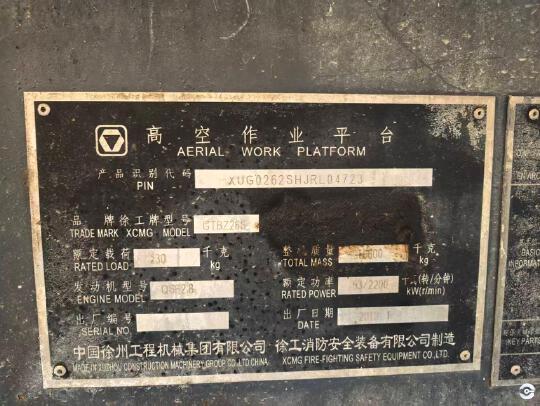 高空作业平台
AERIAL WORK PLATFORM
产品识别代码
PIN XUG0262SHJRL04723
品 牌 徐工牌 型号
TRADE MARK XCMG MODEL GTBZ26S
额定载荷 230 千克
RATED LOAD kg
整机质量 千克
TOTAL MASS kg
发动机型号
ENGINE MODEL QSF2.8
额定功率 千瓦(转/分钟)
RATED POWER 53/2200 kW(r/min)
出厂编号
SERIAL NO.
出厂日期
DATE
中国徐州工程机械集团有限公司 徐工消防安全装备有限公司制造
MADE IN XUZHOU CONSTRUCTION MACHINERY GROUP CO.,LTD.CHINA. XCMG FIRE-FIGHTING SAFETY EQUIPMENT CO.,LTD.